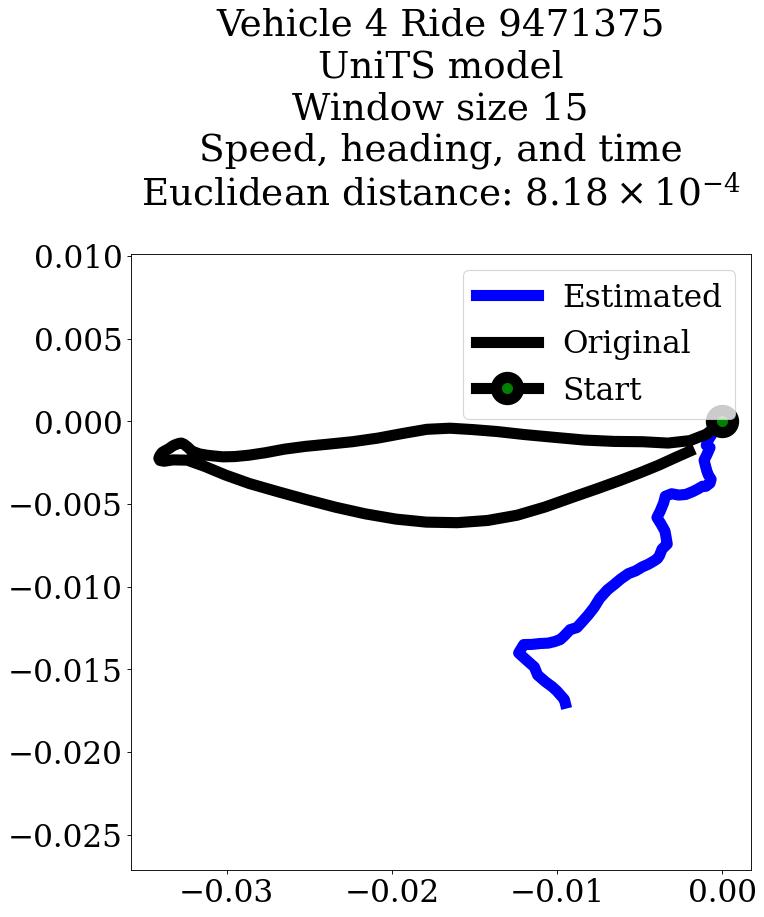 Vehicle 4 Ride 9471375
UniTS model
Window size 15
Speed, heading, and time
Euclidean distance: 8.18 × 10⁻⁴
0.010
0.005
0.000
−0.005
−0.010
−0.015
−0.020
−0.025
Estimated
Original
Start
−0.03 −0.02 −0.01 0.00